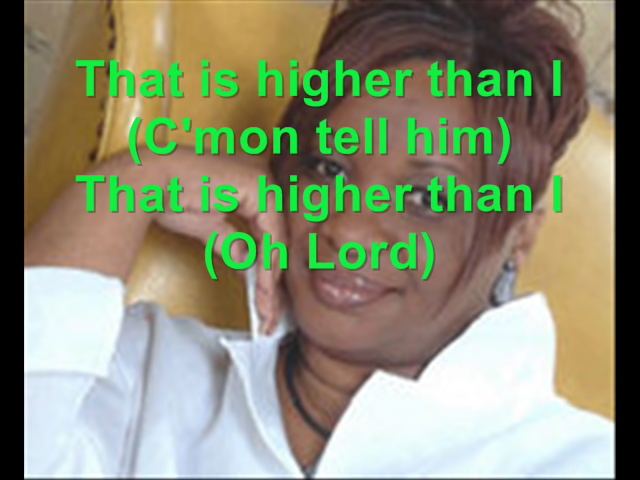 That is higher than I
(C'mon tell him)
That is higher than I
(Oh Lord)